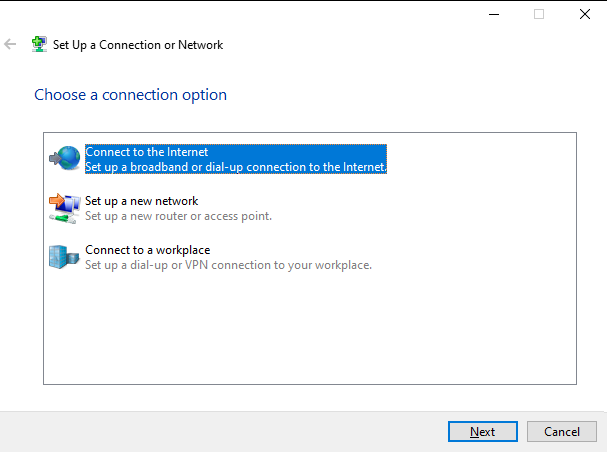 Set Up a Connection or Network
Choose a connection option
Connect to the Internet
Set up a broadband or dial-up connection to the Internet.
Set up a new network
Set up a new router or access point.
Connect to a workplace
Set up a dial-up or VPN connection to your workplace.
Next
Cancel